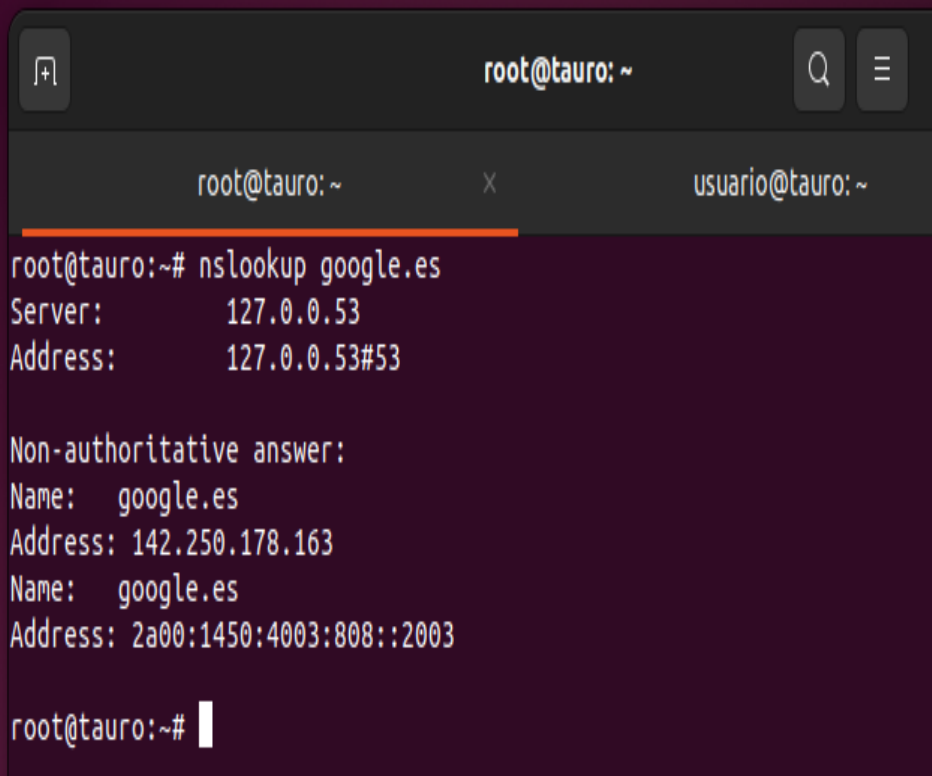 root@tauro: ~
root@tauro: ~ x usuario@tauro: ~
root@tauro:~# nslookup google.es
Server: 127.0.0.53
Address: 127.0.0.53#53
Non-authoritative answer:
Name: google.es
Address: 142.250.178.163
Name: google.es
Address: 2a00:1450:4003:808::2003
root@tauro:~#